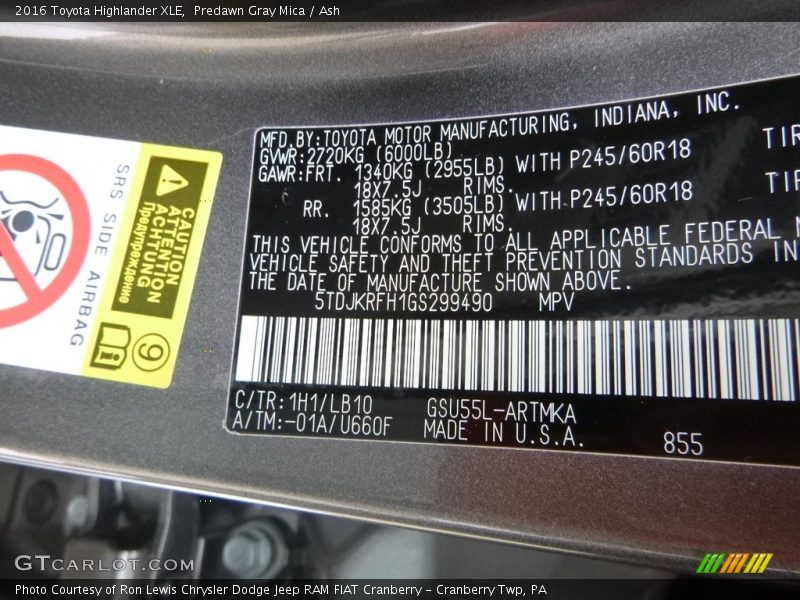 2016 Toyota Highlander XLE, Predawn Gray Mica / Ash
SRS SIDE AIRBAG
CAUTION
ATTENTION
ACHTUNG
Предупреждение
i
9
MFD.BY:TOYOTA MOTOR MANUFACTURING, INDIANA, INC.
GVWR:2720KG (6000LB)
GAWR:FRT. 1340KG (2955LB) WITH P245/60R18 TIR
18X7.5J RIMS.
RR. 1585KG (3505LB) WITH P245/60R18 TI
18X7.5J RIMS.
THIS VEHICLE CONFORMS TO ALL APPLICABLE FEDERAL
VEHICLE SAFETY AND THEFT PREVENTION STANDARDS IN
THE DATE OF MANUFACTURE SHOWN ABOVE.
5TDJKRFH1GS299490 MPV
C/TR:1H1/LB10 GSU55L-ARTMKA
A/TM:-01A/U660F MADE IN U.S.A. 855
GTCARLOT.COM
Photo Courtesy of Ron Lewis Chrysler Dodge Jeep RAM FIAT Cranberry - Cranberry Twp, PA